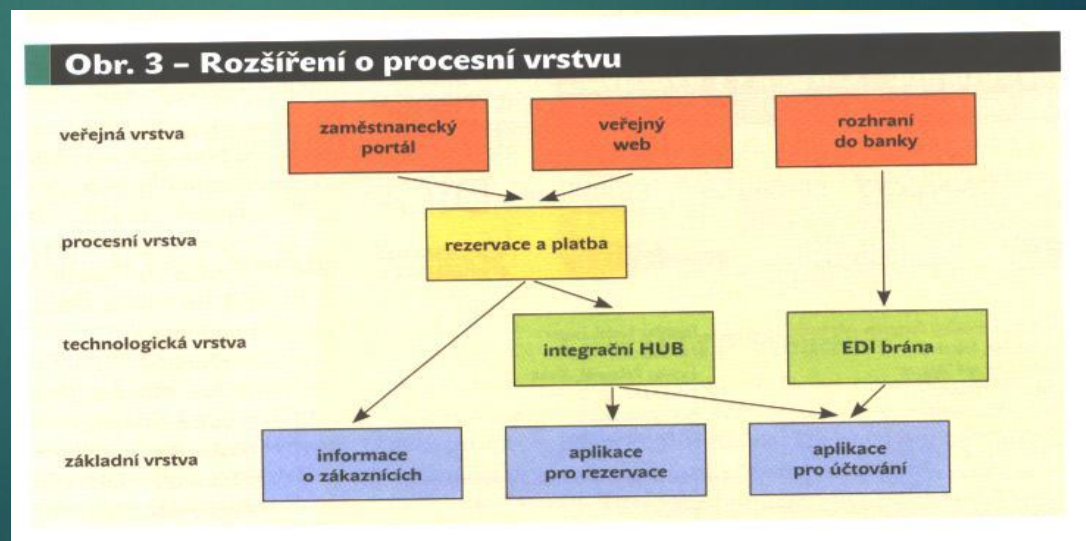 Obr. 3 – Rozšíření o procesní vrstvu
veřejná vrstva
zaměstnanecký
portál
veřejný
web
rozhraní
do banky
procesní vrstva
rezervace a platba
technologická vrstva
integrační HUB
EDI brána
základní vrstva
informace
o zákaznících
aplikace
pro rezervace
aplikace
pro účtování